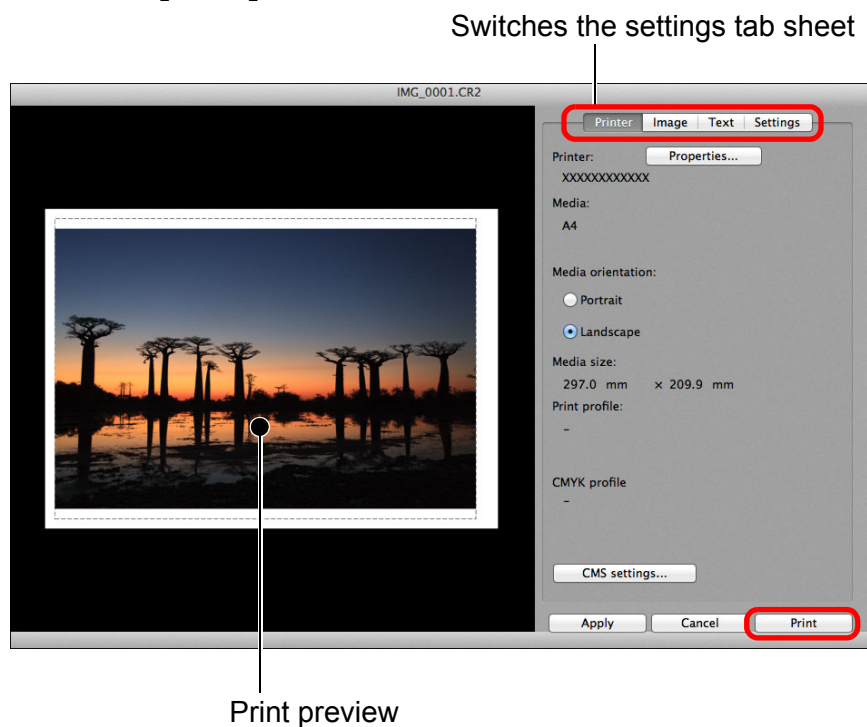 Switches the settings tab sheet
IMG_0001.CR2
Printer Image Text Settings
Printer: Properties...
XXXXXXXXXXXX
Media:
A4
Media orientation:
Portrait
Landscape
Media size:
297.0 mm × 209.9 mm
Print profile:
–
CMYK profile
–
CMS settings...
Apply Cancel Print
Print preview